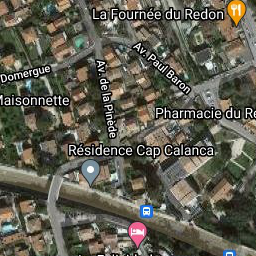 La Fournée du Redon
Av. Paul Baron
Domergue
Av. de la Pinède
Maisonnette
Pharmacie du Re
Résidence Cap Calanca